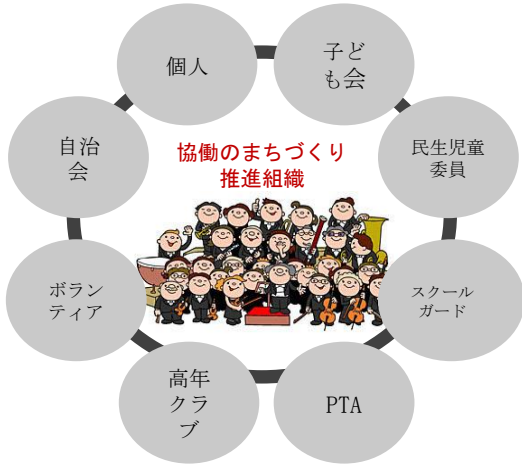 個人
子ど
も会
自治
会
協働のまちづくり
推進組織
民生児童
委員
ボラン
ティア
スクール
ガード
高年
クラ
ブ
PTA